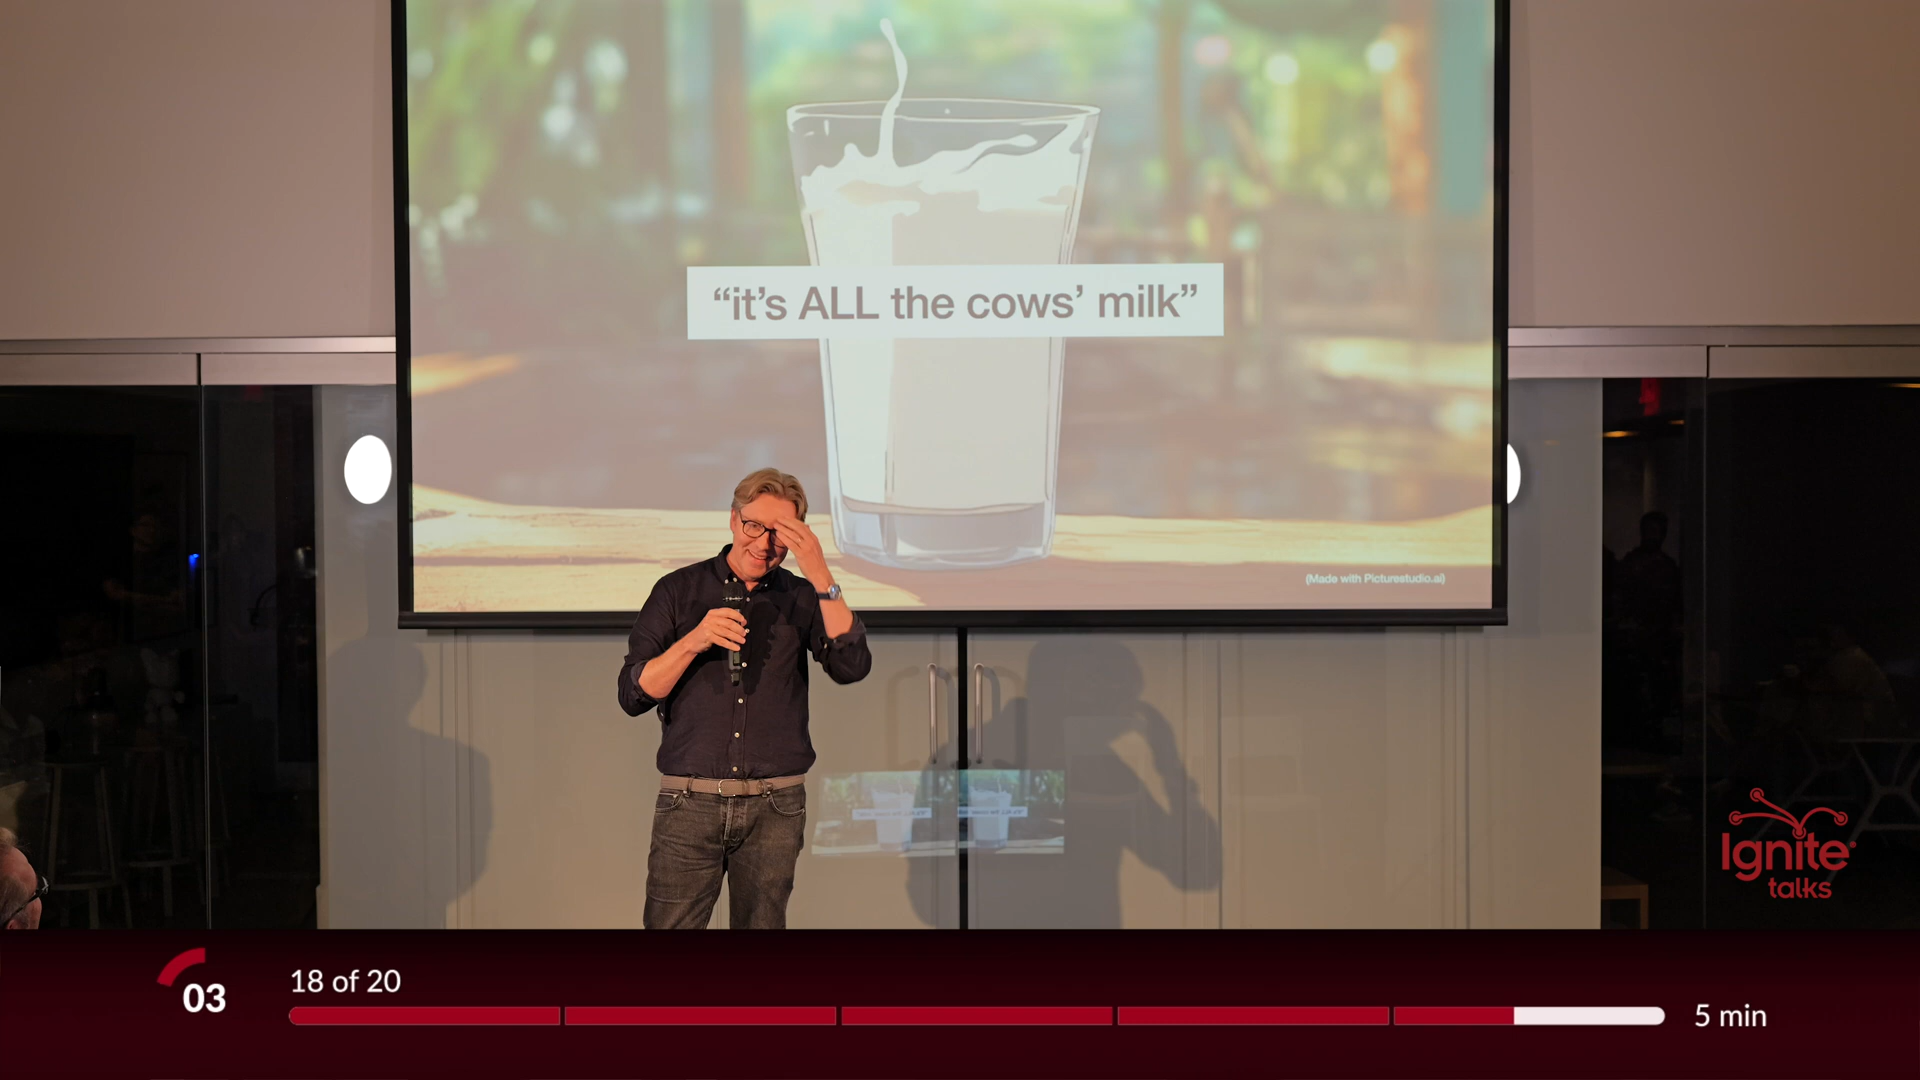 “it’s ALL the cows’ milk”
(Made with Picturestudio.ai)
Ignite
talks
03
18 of 20
5 min